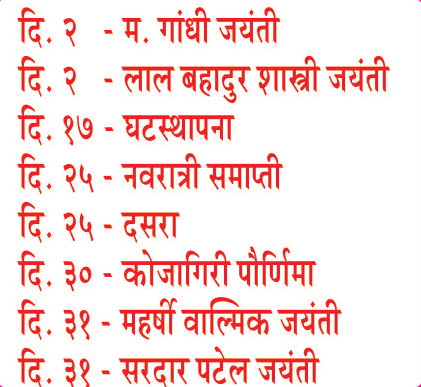 दि. २ - म. गांधी जयंती
दि. २ - लाल बहादुर शास्त्री जयंती
दि. १७ - घटस्थापना
दि. २५ - नवरात्री समाप्ती
दि. २५ - दसरा
दि. ३० - कोजागिरी पौर्णिमा
दि. ३१ - महर्षी वाल्मिक जयंती
दि. ३१ - सरदार पटेल जयंती